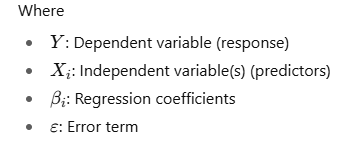 Where
• Y: Dependent variable (response)
• Xᵢ: Independent variable(s) (predictors)
• βᵢ: Regression coefficients
• ε: Error term